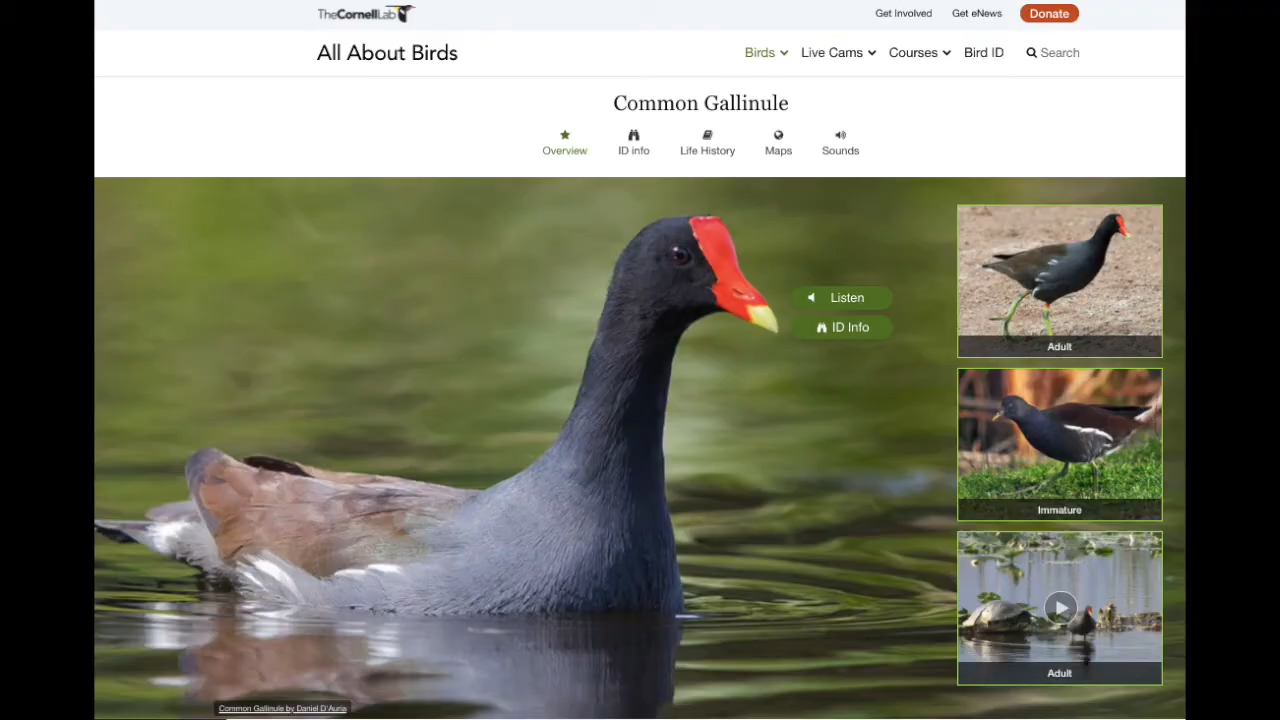 TheCornellLab
Get Involved
Get eNews
Donate
All About Birds
Birds
Live Cams
Courses
Bird ID
Search
Common Gallinule
Overview
ID info
Life History
Maps
Sounds
Listen
ID Info
Adult
Immature
Adult
Common Gallinule by Daniel D'Auria